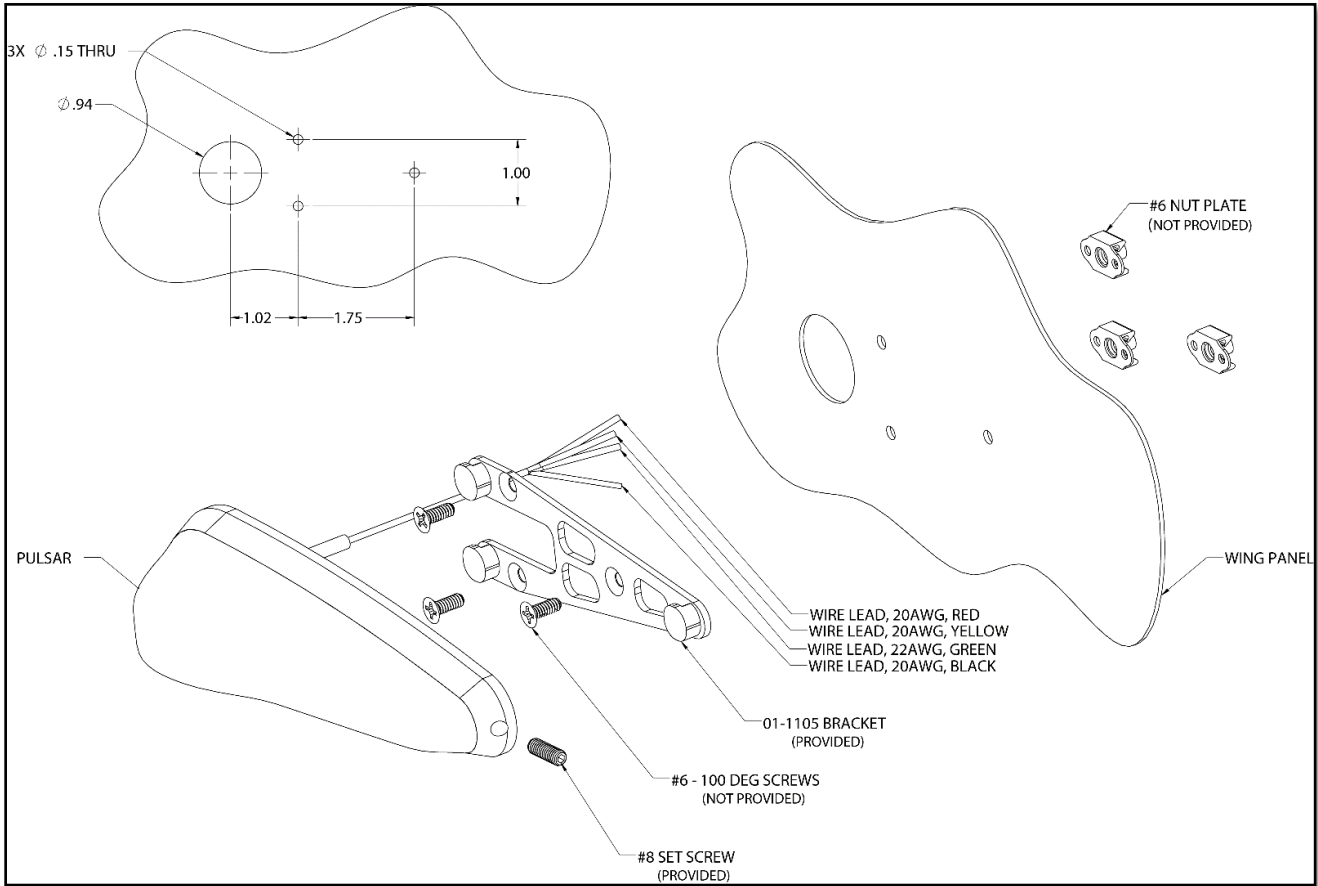 3X ∅ .15 THRU
∅.94
1.00
1.02
1.75
#6 NUT PLATE
(NOT PROVIDED)
PULSAR
WING PANEL
WIRE LEAD, 20AWG, RED
WIRE LEAD, 20AWG, YELLOW
WIRE LEAD, 22AWG, GREEN
WIRE LEAD, 20AWG, BLACK
01-1105 BRACKET
(PROVIDED)
#6 - 100 DEG SCREWS
(NOT PROVIDED)
#8 SET SCREW
(PROVIDED)